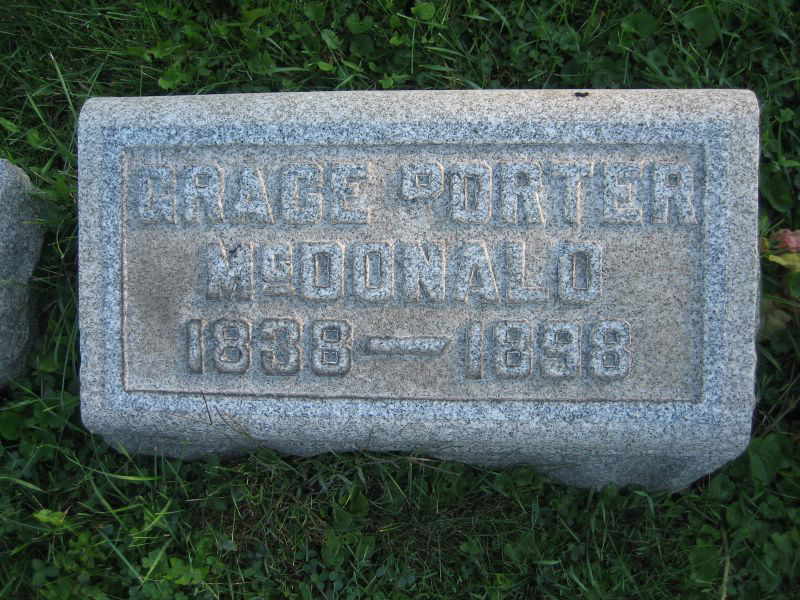 GRACE PORTER
McDONALD
1838 — 1898